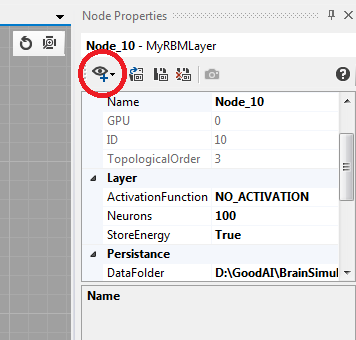 Node Properties
Node_10 - MyRBMLayer
Name Node_10
GPU 0
ID 10
TopologicalOrder 3
Layer
ActivationFunction NO_ACTIVATION
Neurons 100
StoreEnergy True
Persistance
DataFolder D:\GoodAI\BrainSimul
Name